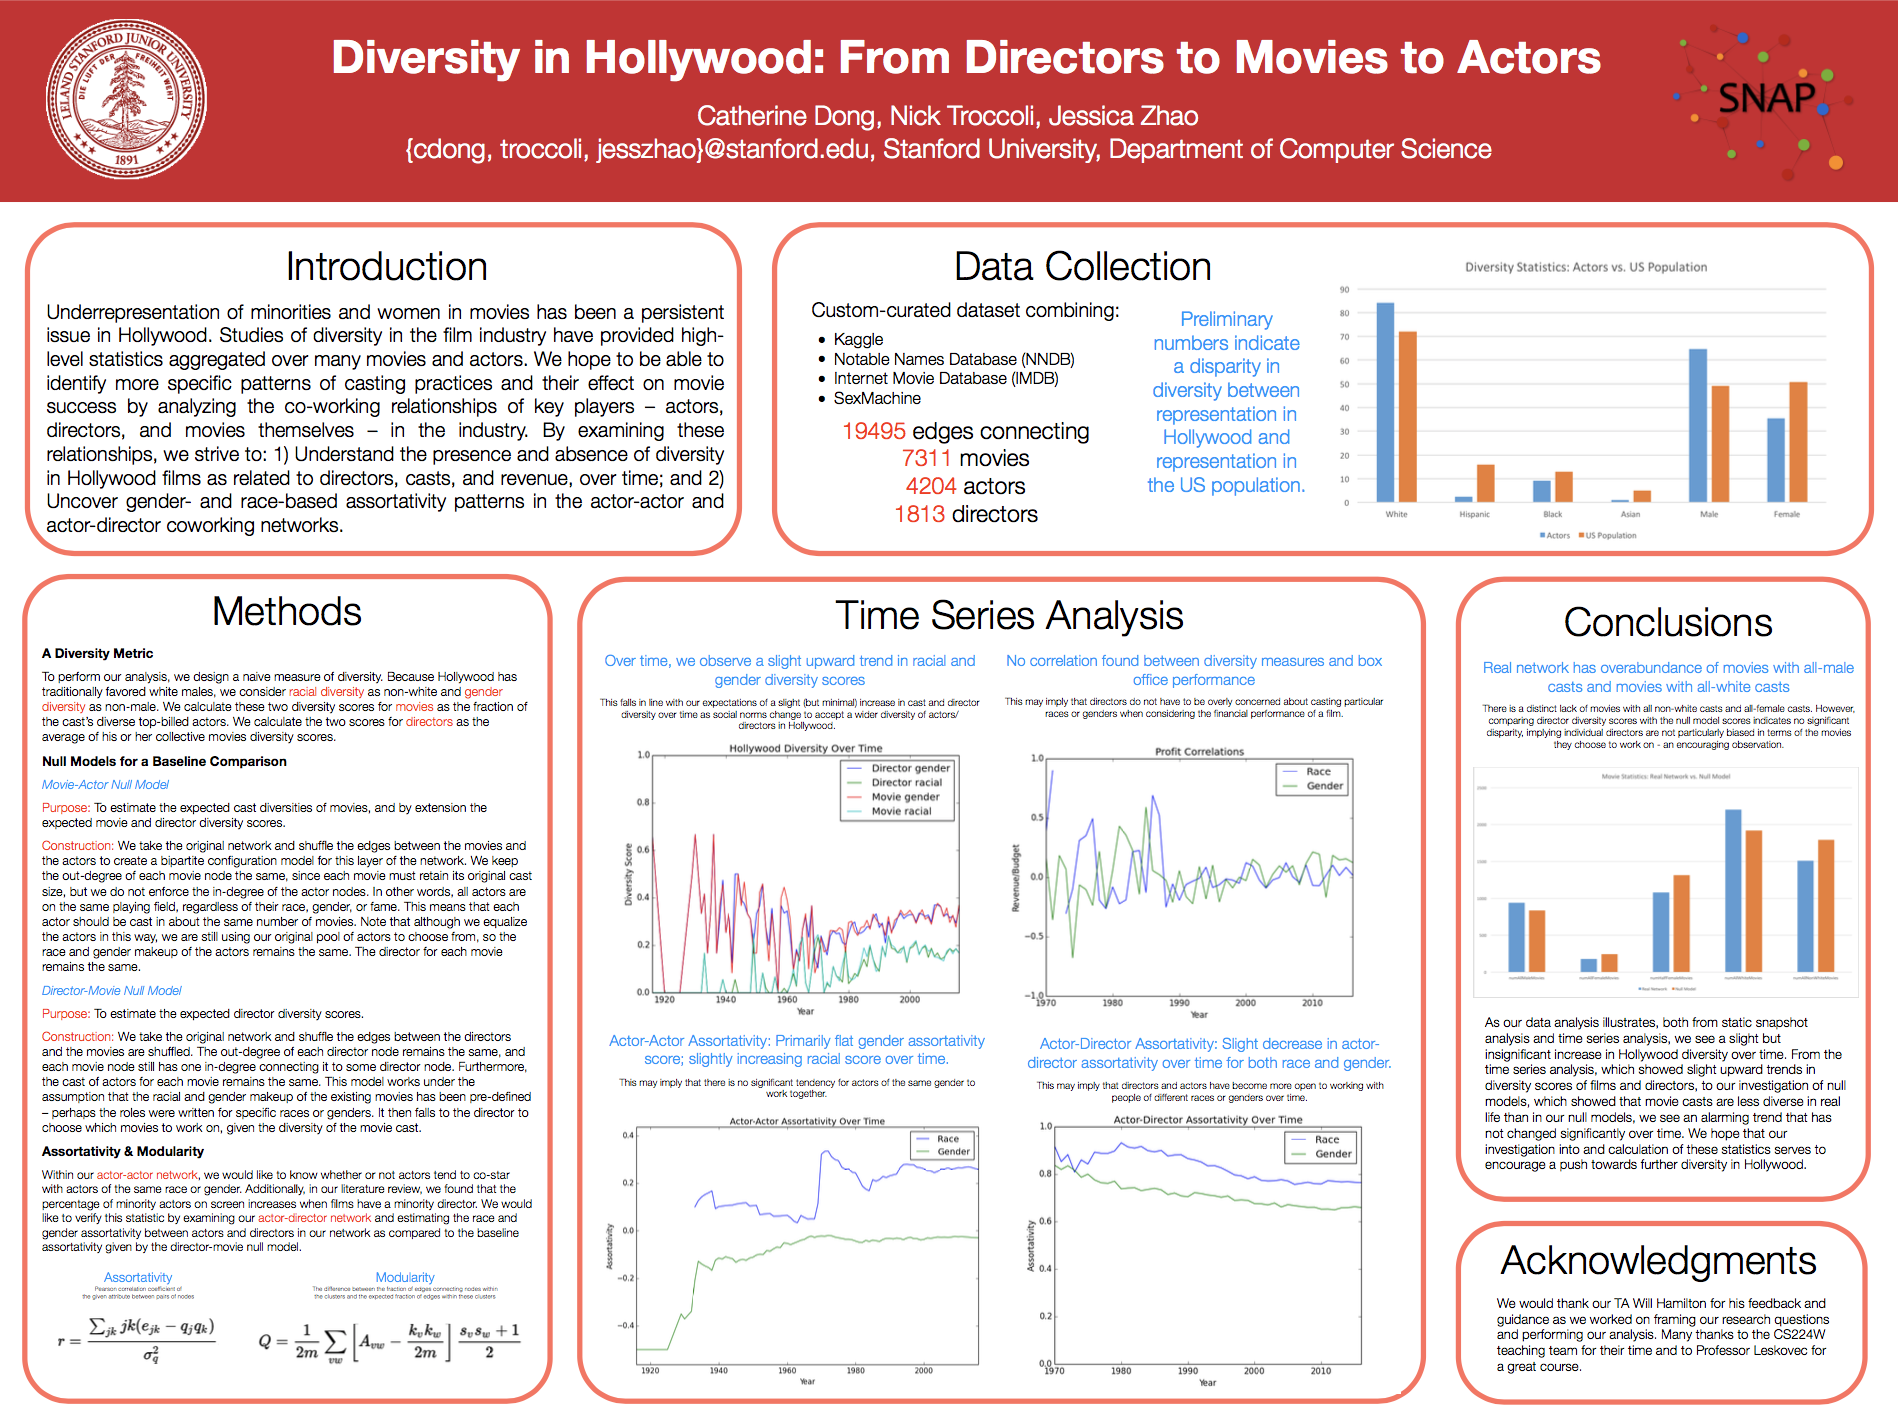 Diversity in Hollywood: From Directors to Movies to Actors
Catherine Dong, Nick Troccoli, Jessica Zhao
{cdong, troccoli, jesszhao}@stanford.edu, Stanford University, Department of Computer Science
LELAND STANFORD JUNIOR UNIVERSITY
DIE LUFT DER FREIHEIT WEHT
1891
SNAP
Introduction
Underrepresentation of minorities and women in movies has been a persistent
issue in Hollywood. Studies of diversity in the film industry have provided high-
level statistics aggregated over many movies and actors. We hope to be able to
identify more specific patterns of casting practices and their effect on movie
success by analyzing the co-working relationships of key players – actors,
directors, and movies themselves – in the industry. By examining these
relationships, we strive to: 1) Understand the presence and absence of diversity
in Hollywood films as related to directors, casts, and revenue, over time; and 2)
Uncover gender- and race-based assortativity patterns in the actor-actor and
actor-director coworking networks.
Data Collection
Custom-curated dataset combining:
• Kaggle
• Notable Names Database (NNDB)
• Internet Movie Database (IMDB)
• SexMachine
19495 edges connecting
7311 movies
4204 actors
1813 directors
Preliminary
numbers indicate
a disparity in
diversity between
representation in
Hollywood and
representation in
the US population.
Diversity Statistics: Actors vs. US Population
90
80
70
60
50
40
30
20
10
0
White Hispanic Black Asian Male Female
Actors US Population
Methods
A Diversity Metric
To perform our analysis, we design a naive measure of diversity. Because Hollywood has
traditionally favored white males, we consider racial diversity as non-white and gender
diversity as non-male. We calculate these two diversity scores for movies as the fraction of
the cast's diverse top-billed actors. We calculate the two scores for directors as the
average of his or her collective movies diversity scores.
Null Models for a Baseline Comparison
Movie-Actor Null Model
Purpose: To estimate the expected cast diversities of movies, and by extension the
expected movie and director diversity scores.
Construction: We take the original network and shuffle the edges between the movies and
the actors to create a bipartite configuration model for this layer of the network. We keep
the out-degree of each movie node the same, since each movie must retain its original cast
size, but we do not enforce the in-degree of the actor nodes. In other words, all actors are
on the same playing field, regardless of their race, gender, or fame. This means that each
actor should be cast in about the same number of movies. Note that although we equalize
the actors in this way, we are still using our original pool of actors to choose from, so the
race and gender makeup of the actors remains the same. The director for each movie
remains the same.
Director-Movie Null Model
Purpose: To estimate the expected director diversity scores.
Construction: We take the original network and shuffle the edges between the directors
and the movies are shuffled. The out-degree of each director node remains the same, and
each movie node still has one in-degree connecting it to some director node. Furthermore,
the cast of actors for each movie remains the same. This model works under the
assumption that the racial and gender makeup of the existing movies has been pre-defined
– perhaps the roles were written for specific races or genders. It then falls to the director to
choose which movies to work on, given the diversity of the movie cast.
Assortativity & Modularity
Within our actor-actor network, we would like to know whether or not actors tend to co-star
with actors of the same race or gender. Additionally, in our literature review, we found that the
percentage of minority actors on screen increases when films have a minority director. We would
like to verify this statistic by examining our actor-director network and estimating the race and
gender assortativity between actors and directors in our network as compared to the baseline
assortativity given by the director-movie null model.
Assortativity
Pearson correlation coefficient of
the given attribute between pairs of nodes
r = ∑jk jk(ejk − qjqk) / σ²q
Modularity
The difference between the fraction of edges connecting nodes within
the clusters and the expected fraction of edges within these clusters
Q = 1/2m ∑vw [Avw − kvkw/2m] (svsw + 1)/2
Time Series Analysis
Over time, we observe a slight upward trend in racial and
gender diversity scores
This falls in line with our expectations of a slight (but minimal) increase in cast and director
diversity over time as social norms change to accept a wider diversity of actors/
directors in Hollywood.
Hollywood Diversity Over Time
Director gender
Director racial
Movie gender
Movie racial
Diversity Score
1.0
0.8
0.6
0.4
0.2
0.0
1920 1940 1960 1980 2000
Year
No correlation found between diversity measures and box
office performance
This may imply that directors do not have to be overly concerned about casting particular
races or genders when considering the financial performance of a film.
Profit Correlations
Race
Gender
Revenue/Budget
1.0
0.5
0.0
−0.5
−1.0
1970 1980 1990 2000 2010
Year
Actor-Actor Assortativity: Primarily flat gender assortativity
score; slightly increasing racial score over time.
This may imply that there is no significant tendency for actors of the same gender to
work together.
Actor-Actor Assortativity Over Time
Race
Gender
Assortativity
0.4
0.2
0.0
−0.2
−0.4
1920 1940 1960 1980 2000
Year
Actor-Director Assortativity: Slight decrease in actor-
director assortativity over time for both race and gender.
This may imply that directors and actors have become more open to working with
people of different races or genders over time.
Actor-Director Assortativity Over Time
Race
Gender
Assortativity
1.0
0.8
0.6
0.4
0.2
0.0
1970 1980 1990 2000 2010
Year
Conclusions
Real network has overabundance of movies with all-male
casts and movies with all-white casts
There is a distinct lack of movies with all non-white casts and all-female casts. However,
comparing director diversity scores with the null model scores indicates no significant
disparity, implying individual directors are not particularly biased in terms of the movies
they choose to work on - an encouraging observation.
Movie Statistics: Real Network vs. Null Model
Real Network Null Model
As our data analysis illustrates, both from static snapshot
analysis and time series analysis, we see a slight but
insignificant increase in Hollywood diversity over time. From the
time series analysis, which showed slight upward trends in
diversity scores of films and directors, to our investigation of null
models, which showed that movie casts are less diverse in real
life than in our null models, we see an alarming trend that has
not changed significantly over time. We hope that our
investigation into and calculation of these statistics serves to
encourage a push towards further diversity in Hollywood.
Acknowledgments
We would thank our TA Will Hamilton for his feedback and
guidance as we worked on framing our research questions
and performing our analysis. Many thanks to the CS224W
teaching team for their time and to Professor Leskovec for
a great course.